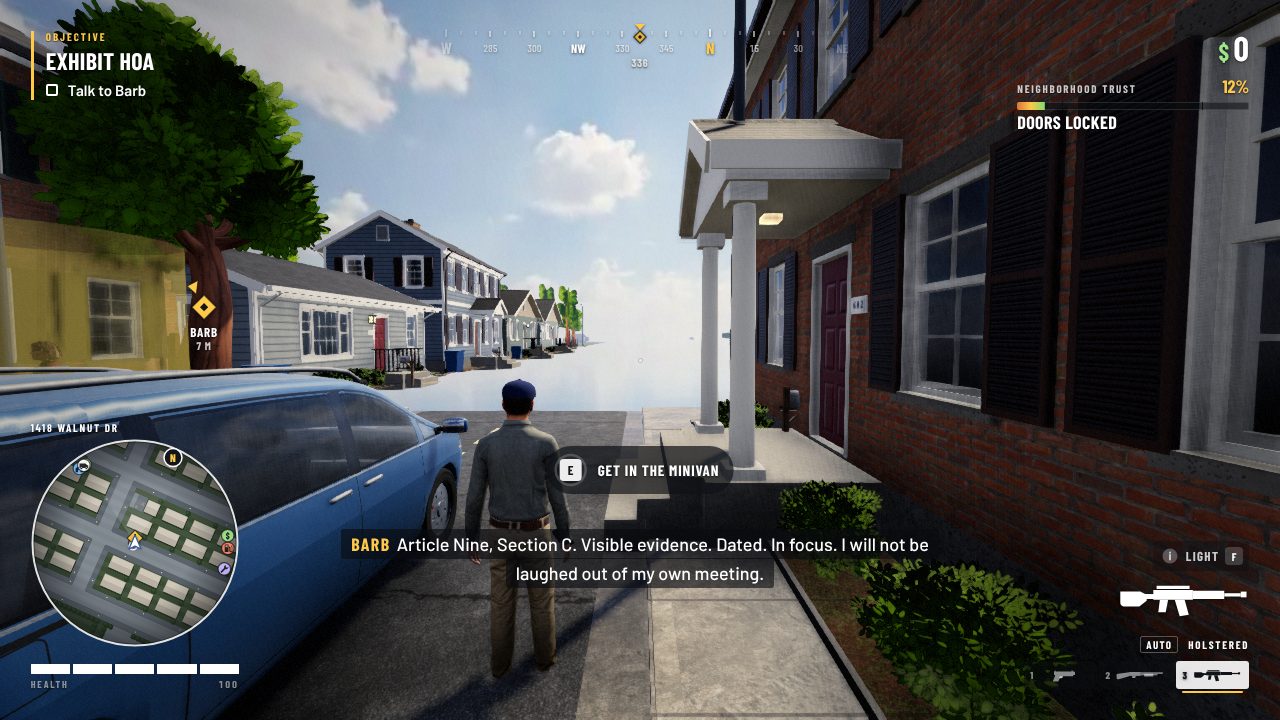 OBJECTIVE
EXHIBIT HOA
Talk to Barb
W 285 300 NW 330 345 N 15 30 NE
336
$0
NEIGHBORHOOD TRUST 12%
DOORS LOCKED
BARB
7 M
1418 WALNUT DR
N
E GET IN THE MINIVAN
BARB Article Nine, Section C. Visible evidence. Dated. In focus. I will not be
laughed out of my own meeting.
LIGHT F
AUTO HOLSTERED
1 2 3
HEALTH 100